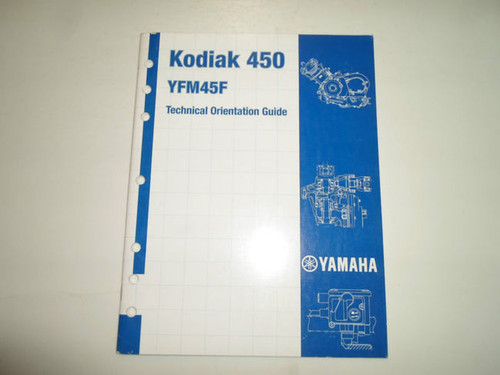 Kodiak 450
YFM45F
Technical Orientation Guide
YAMAHA